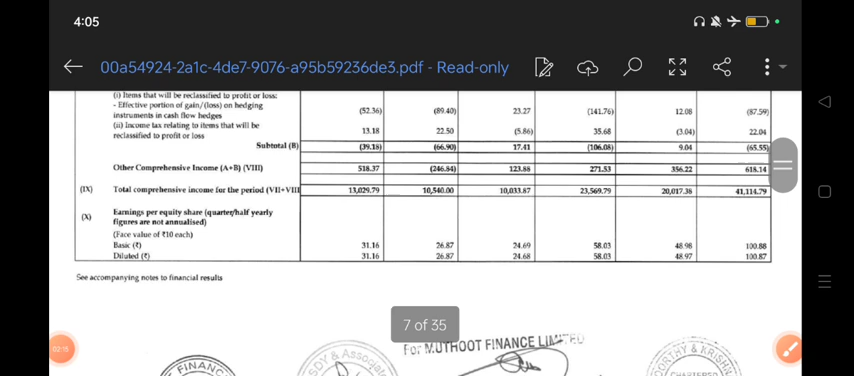 4:05
00a54924-2a1c-4de7-9076-a95b59236de3.pdf - Read-only
(i) Items that will be reclassified to profit or loss:
- Effective portion of gain/(loss) on hedging
instruments in cash flow hedges (52.36) (89.40) 23.27 (141.76) 12.08 (87.59)
(ii) Income tax relating to items that will be
reclassified to profit or loss 13.18 22.50 (5.86) 35.68 (3.04) 22.04
Subtotal (B) (39.18) (66.90) 17.41 (106.08) 9.04 (65.55)
Other Comprehensive Income (A+B) (VIII) 518.37 (246.84) 123.88 271.53 356.22 618.14
(IX) Total comprehensive income for the period (VII+VIII 13,029.79 10,540.00 10,033.87 23,569.79 20,017.38 41,114.79
(X) Earnings per equity share (quarter/half yearly
figures are not annualised)
(Face value of ₹10 each)
Basic (₹) 31.16 26.87 24.69 58.03 48.98 100.88
Diluted (₹) 31.16 26.87 24.68 58.03 48.97 100.87
See accompanying notes to financial results
7 of 35
For MUTHOOT FINANCE LIMITED
FINANC
DY & Associat
& KRISH
CHARTERED
02:15